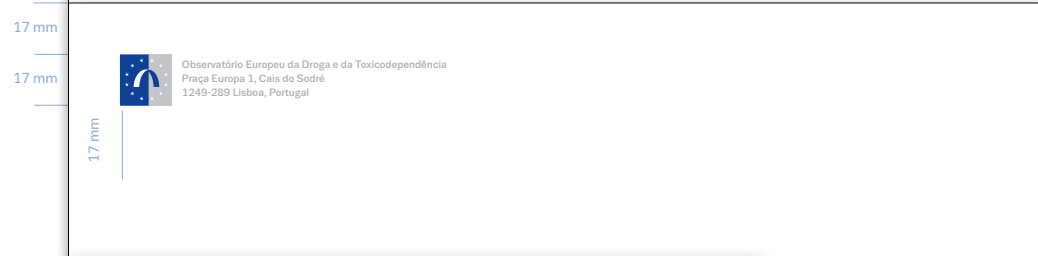 17 mm
17 mm
17 mm
Observatório Europeu da Droga e da Toxicodependência
Praça Europa 1, Cais do Sodré
1249-289 Lisboa, Portugal